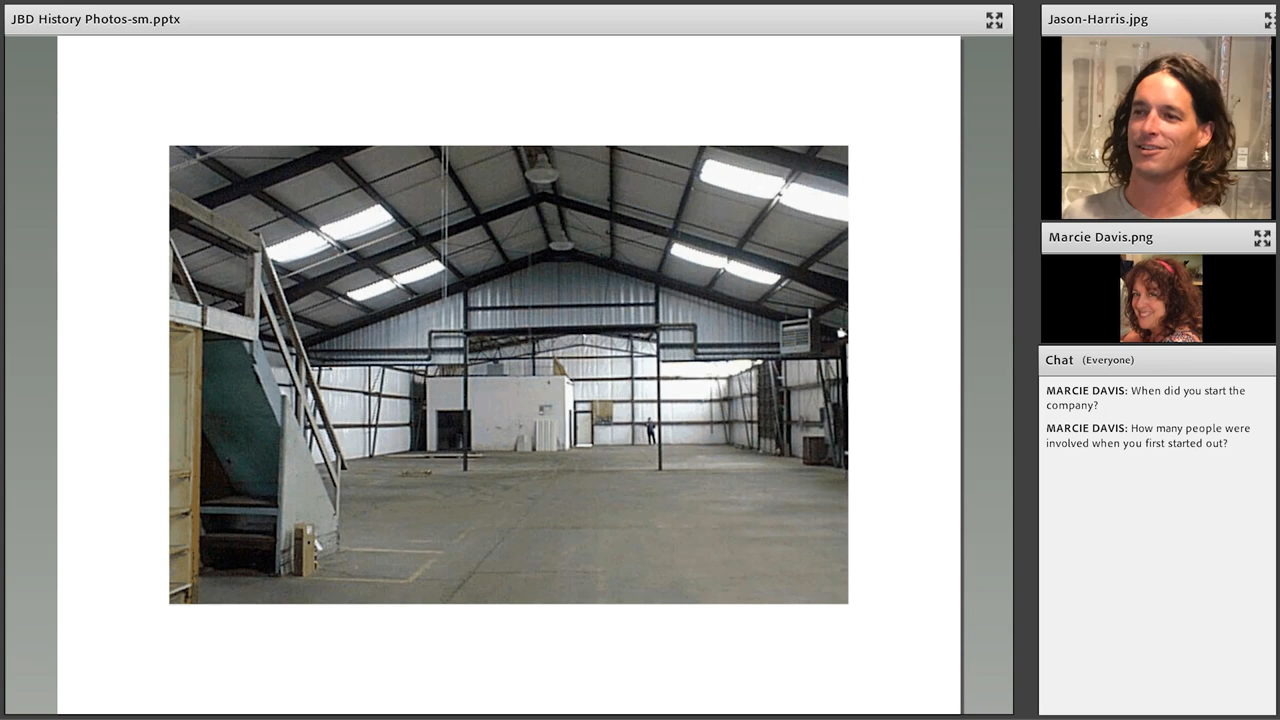 JBD History Photos-sm.pptx
Jason-Harris.jpg
Marcie Davis.png
Chat (Everyone)
MARCIE DAVIS: When did you start the
company?
MARCIE DAVIS: How many people were
involved when you first started out?